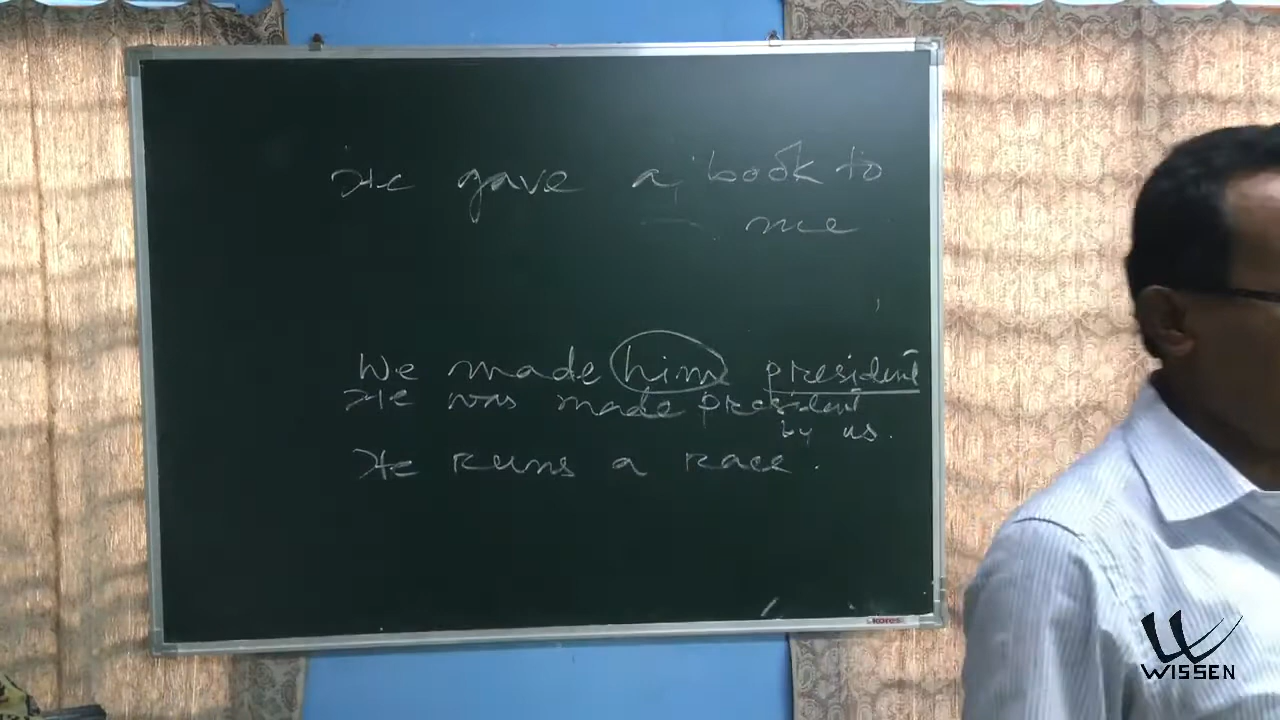 He gave a book to
me
We made him president
He was made president
by us.
He runs a race.
kores
WISSEN